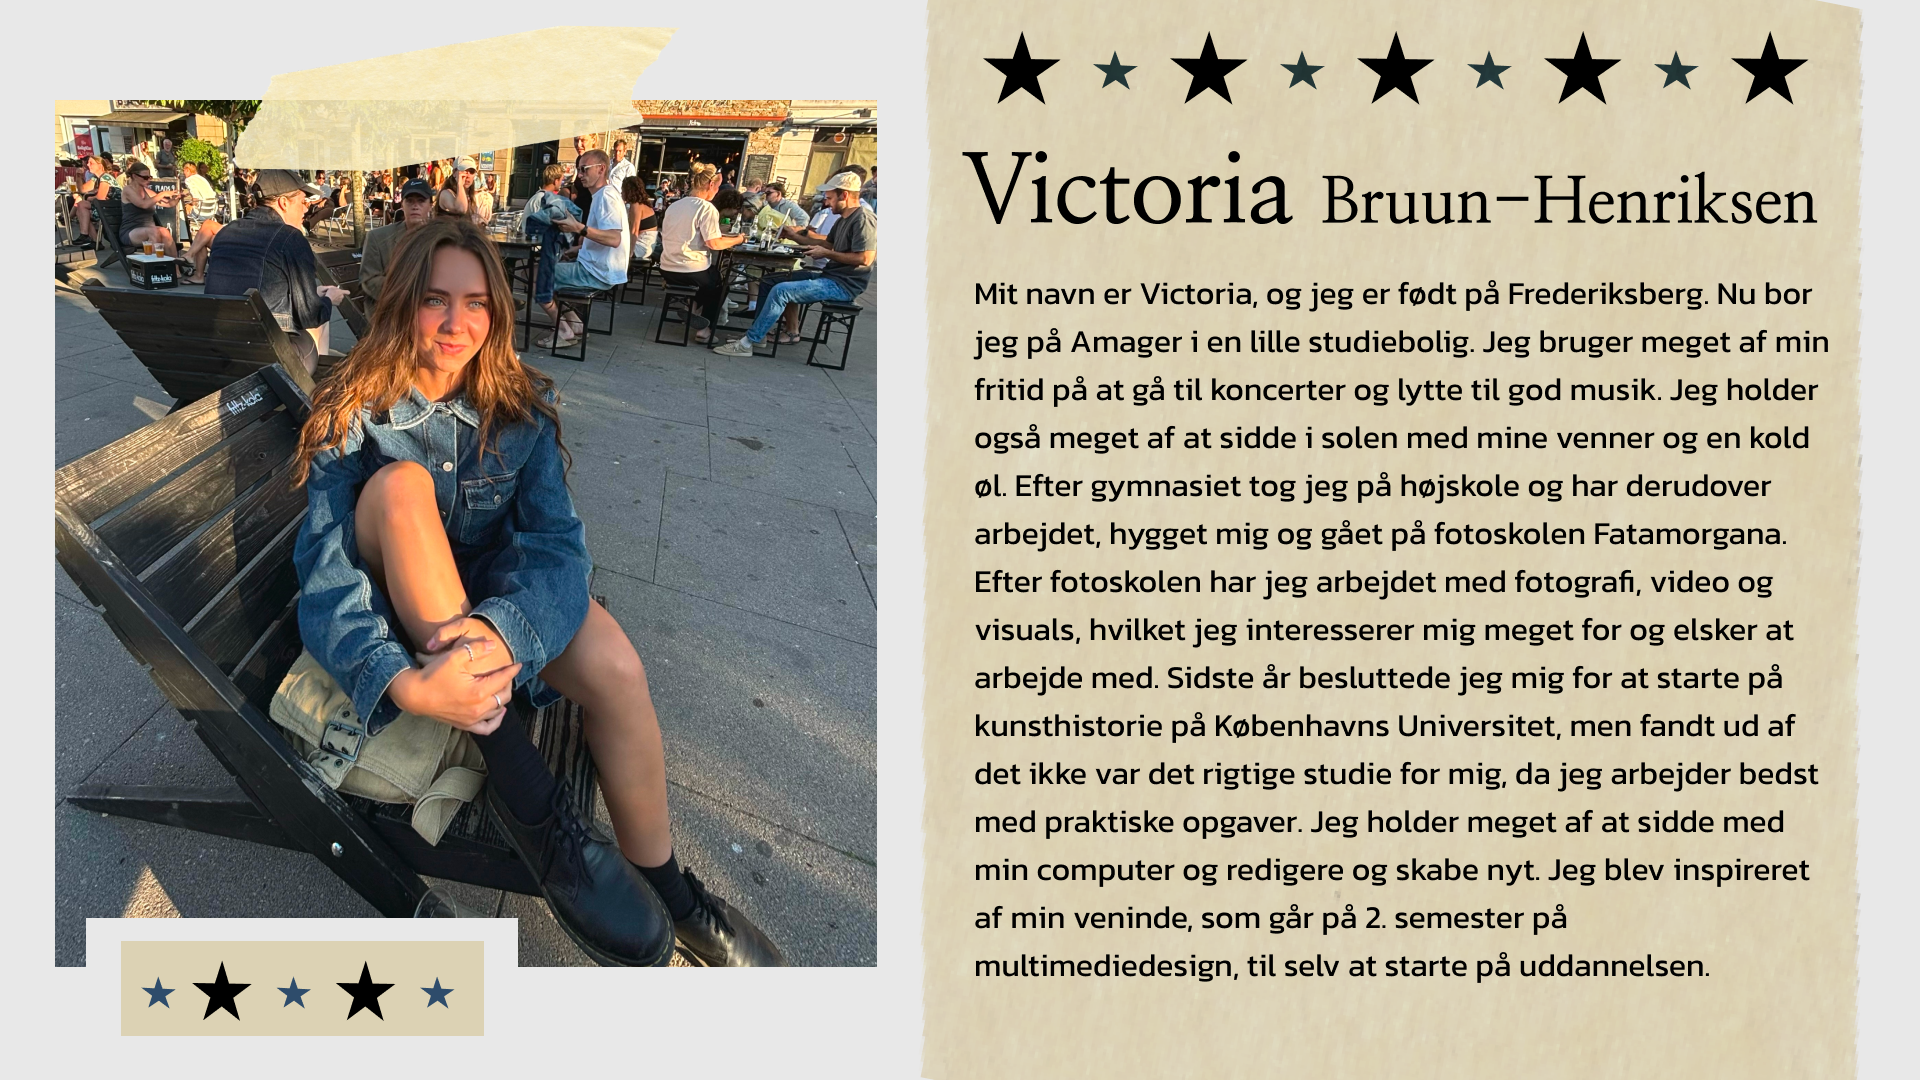 Victoria Bruun-Henriksen
Mit navn er Victoria, og jeg er født på Frederiksberg. Nu bor
jeg på Amager i en lille studiebolig. Jeg bruger meget af min
fritid på at gå til koncerter og lytte til god musik. Jeg holder
også meget af at sidde i solen med mine venner og en kold
øl. Efter gymnasiet tog jeg på højskole og har derudover
arbejdet, hygget mig og gået på fotoskolen Fatamorgana.
Efter fotoskolen har jeg arbejdet med fotografi, video og
visuals, hvilket jeg interesserer mig meget for og elsker at
arbejde med. Sidste år besluttede jeg mig for at starte på
kunsthistorie på Københavns Universitet, men fandt ud af
det ikke var det rigtige studie for mig, da jeg arbejder bedst
med praktiske opgaver. Jeg holder meget af at sidde med
min computer og redigere og skabe nyt. Jeg blev inspireret
af min veninde, som går på 2. semester på
multimediedesign, til selv at starte på uddannelsen.
fritz-kola
fritz-kola
fritz-kola